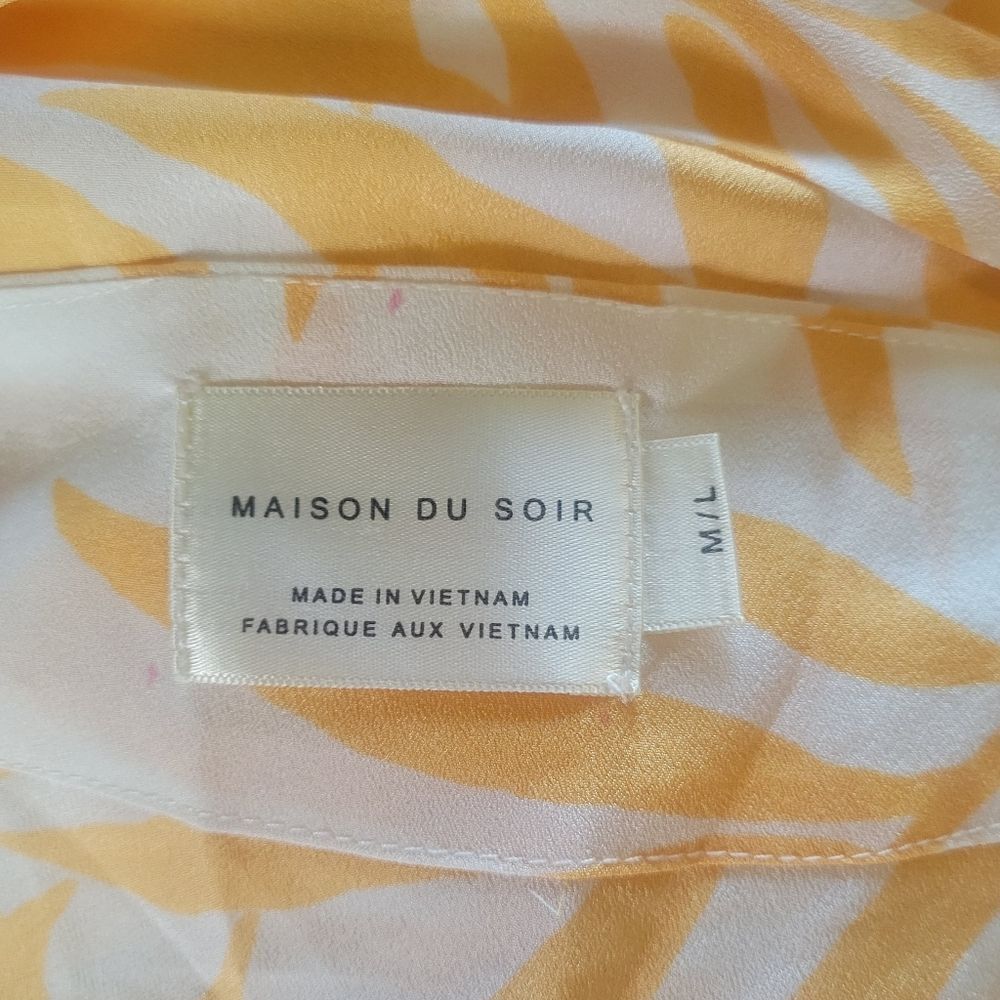 MAISON DU SOIR
MADE IN VIETNAM
FABRIQUE AUX VIETNAM
M/L